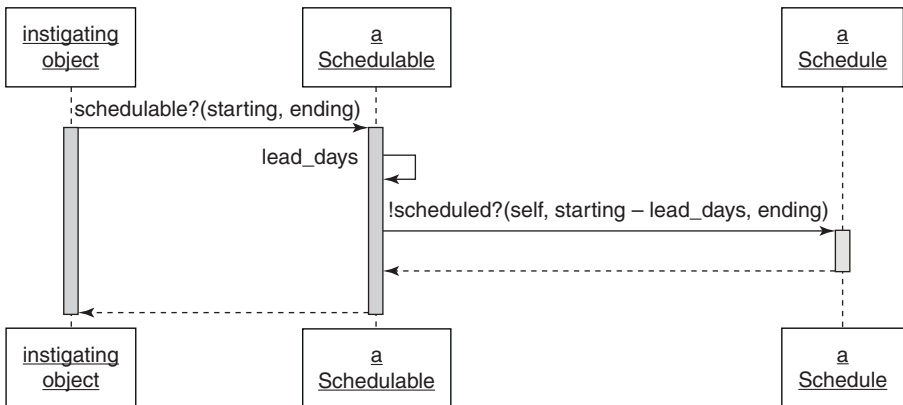 instigating
object
a
Schedulable
a
Schedule
schedulable?(starting, ending)
lead_days
!scheduled?(self, starting – lead_days, ending)
instigating
object
a
Schedulable
a
Schedule